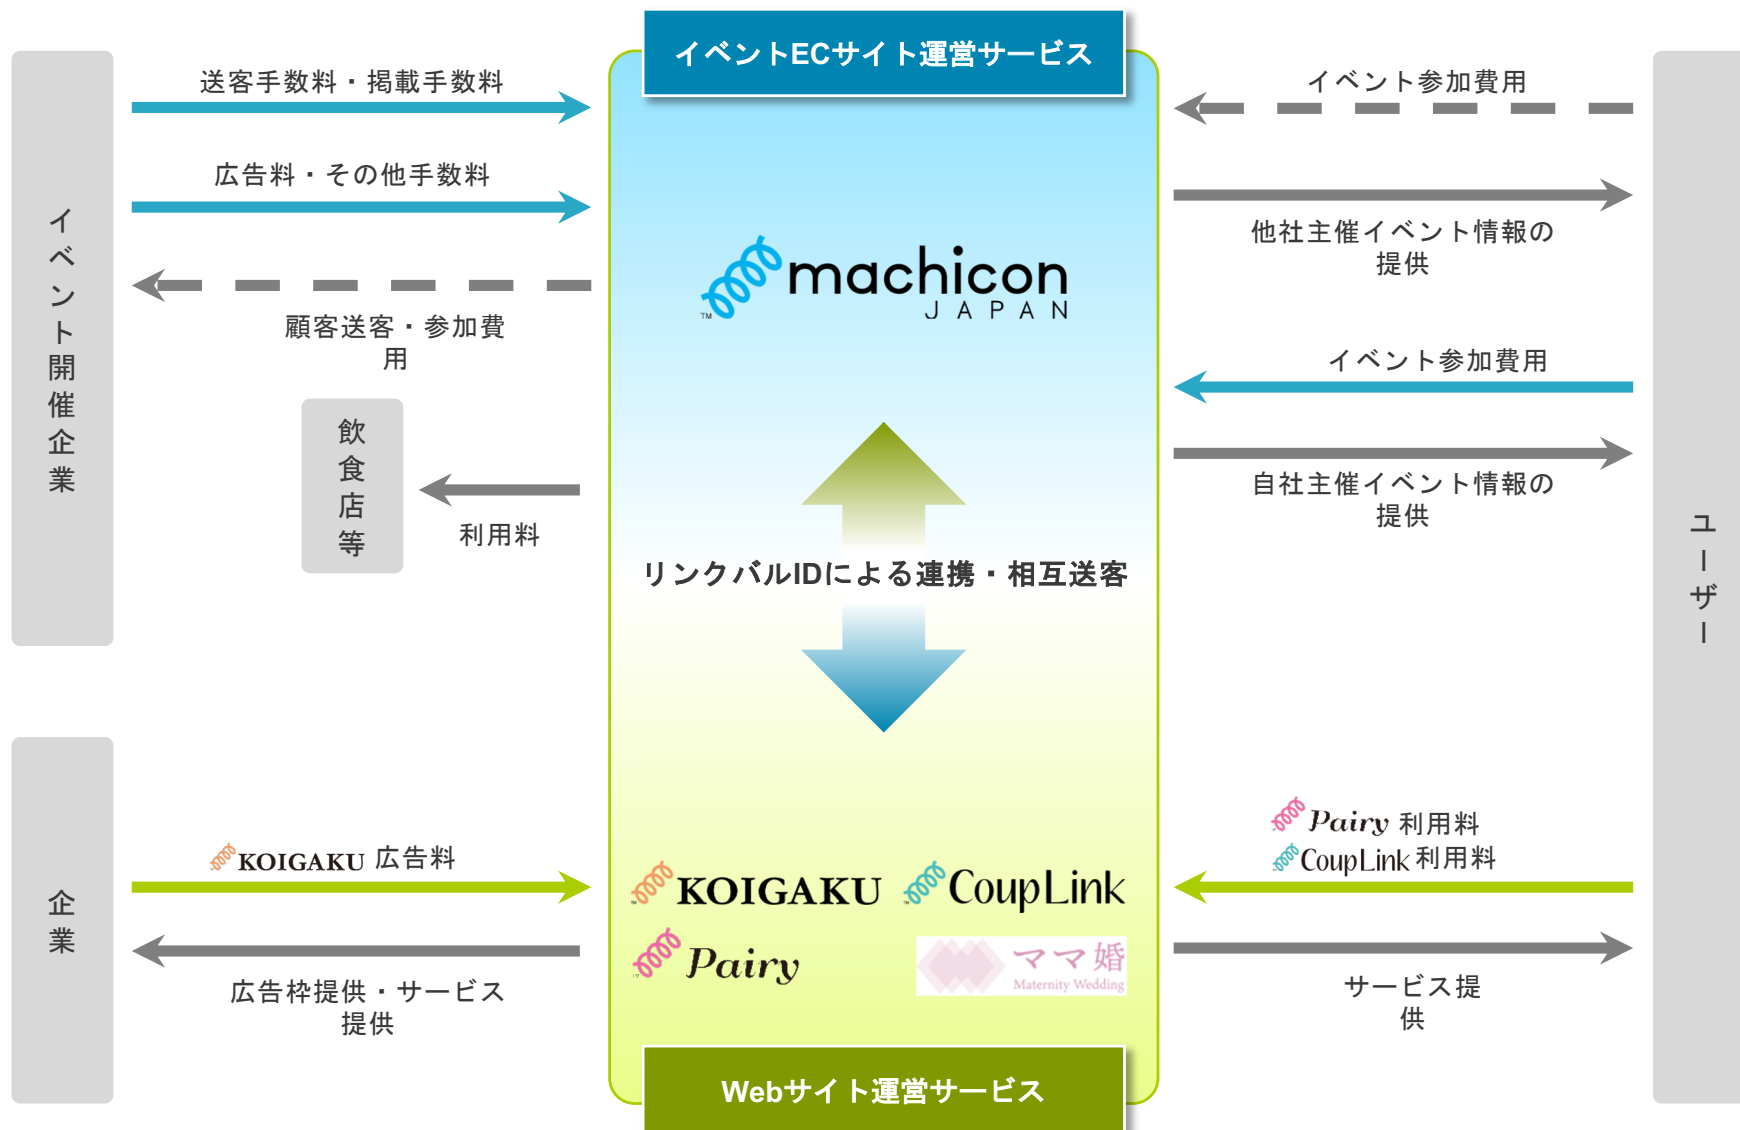 イベントECサイト運営サービス
送客手数料・掲載手数料
広告料・その他手数料
顧客送客・参加費
用
イベント開催企業
飲食店等
利用料
machicon
JAPAN
TM
イベント参加費用
他社主催イベント情報の
提供
イベント参加費用
自社主催イベント情報の
提供
ユーザー
リンクバルIDによる連携・相互送客
企業
KOIGAKU 広告料
広告枠提供・サービス
提供
KOIGAKU
CoupLink
Pairy
ママ婚
Maternity Wedding
Pairy 利用料
CoupLink 利用料
サービス提
供
Webサイト運営サービス